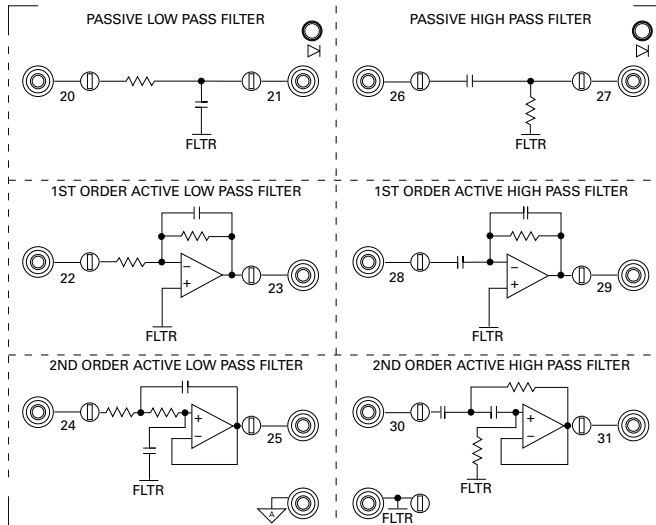 PASSIVE LOW PASS FILTER
20
21
FLTR
PASSIVE HIGH PASS FILTER
26
27
FLTR
1ST ORDER ACTIVE LOW PASS FILTER
22
−
+
23
FLTR
1ST ORDER ACTIVE HIGH PASS FILTER
28
−
+
29
FLTR
2ND ORDER ACTIVE LOW PASS FILTER
24
+
−
25
FLTR
A
2ND ORDER ACTIVE HIGH PASS FILTER
30
+
−
31
FLTR
FLTR